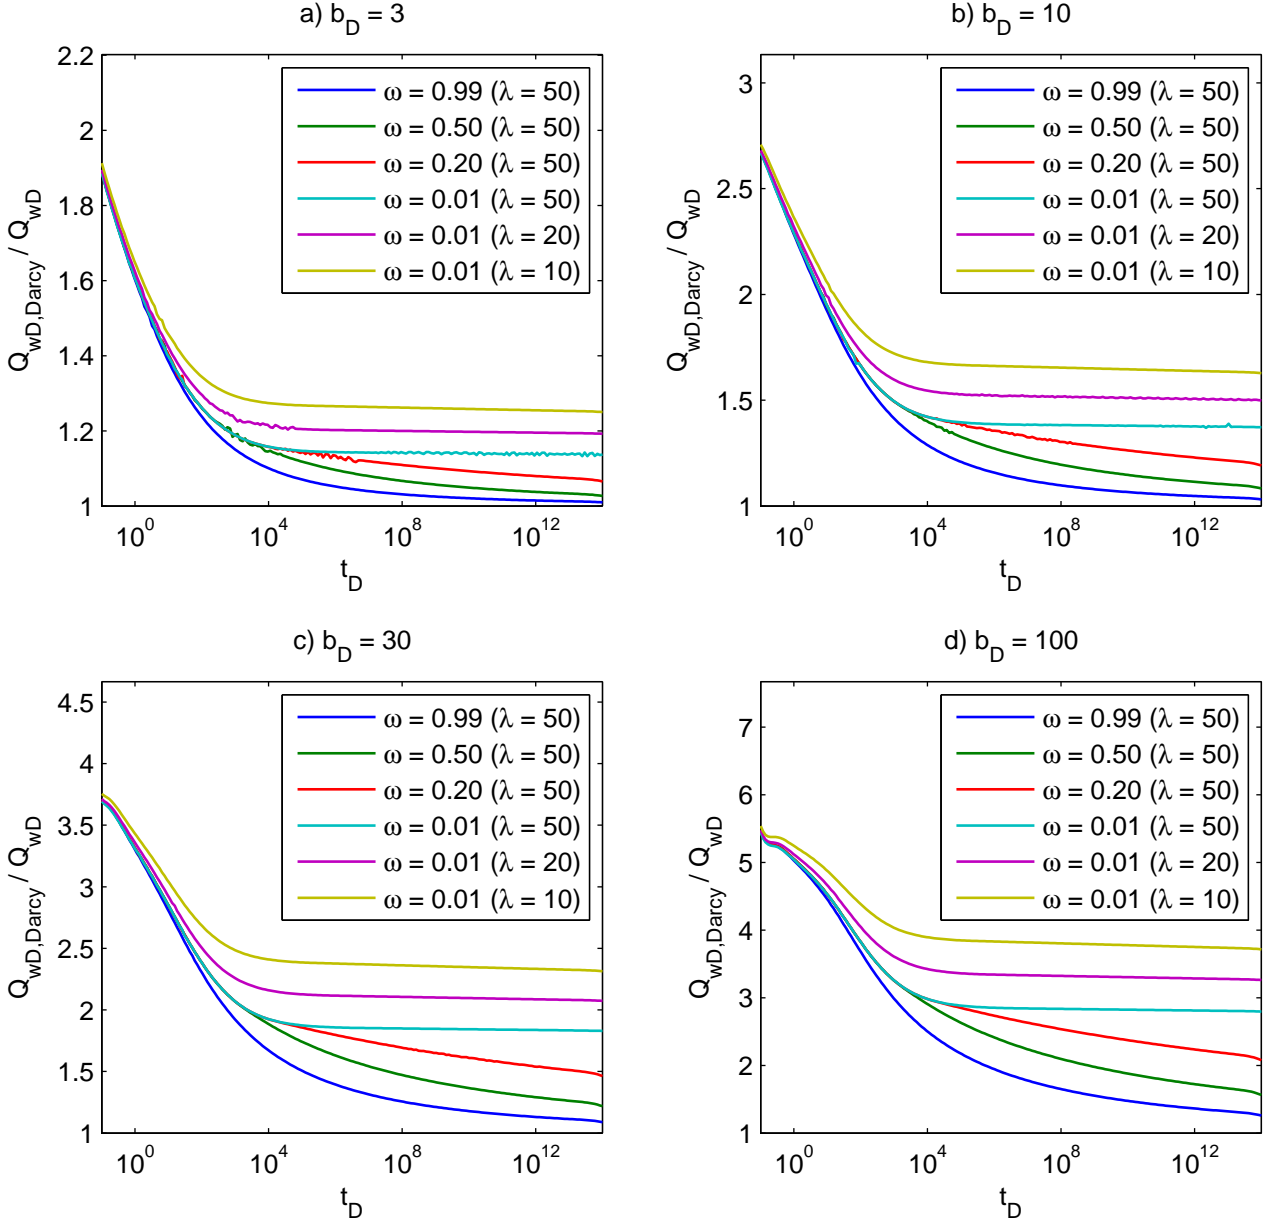 a) b_D = 3
2.2
2
1.8
1.6
1.4
1.2
1
Q_wD,Darcy / Q_wD
ω = 0.99 (λ = 50)
ω = 0.50 (λ = 50)
ω = 0.20 (λ = 50)
ω = 0.01 (λ = 50)
ω = 0.01 (λ = 20)
ω = 0.01 (λ = 10)
10^0 10^4 10^8 10^12
t_D
b) b_D = 10
3
2.5
2
1.5
1
Q_wD,Darcy / Q_wD
ω = 0.99 (λ = 50)
ω = 0.50 (λ = 50)
ω = 0.20 (λ = 50)
ω = 0.01 (λ = 50)
ω = 0.01 (λ = 20)
ω = 0.01 (λ = 10)
10^0 10^4 10^8 10^12
t_D
c) b_D = 30
4.5
4
3.5
3
2.5
2
1.5
1
Q_wD,Darcy / Q_wD
ω = 0.99 (λ = 50)
ω = 0.50 (λ = 50)
ω = 0.20 (λ = 50)
ω = 0.01 (λ = 50)
ω = 0.01 (λ = 20)
ω = 0.01 (λ = 10)
10^0 10^4 10^8 10^12
t_D
d) b_D = 100
7
6
5
4
3
2
1
Q_wD,Darcy / Q_wD
ω = 0.99 (λ = 50)
ω = 0.50 (λ = 50)
ω = 0.20 (λ = 50)
ω = 0.01 (λ = 50)
ω = 0.01 (λ = 20)
ω = 0.01 (λ = 10)
10^0 10^4 10^8 10^12
t_D